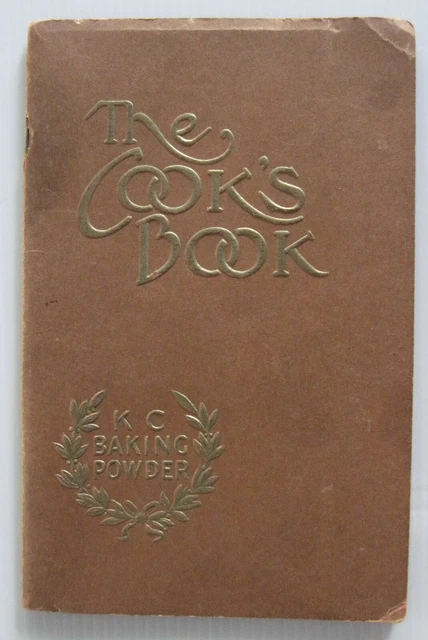 The
Cook's
Book
K C
BAKING
POWDER